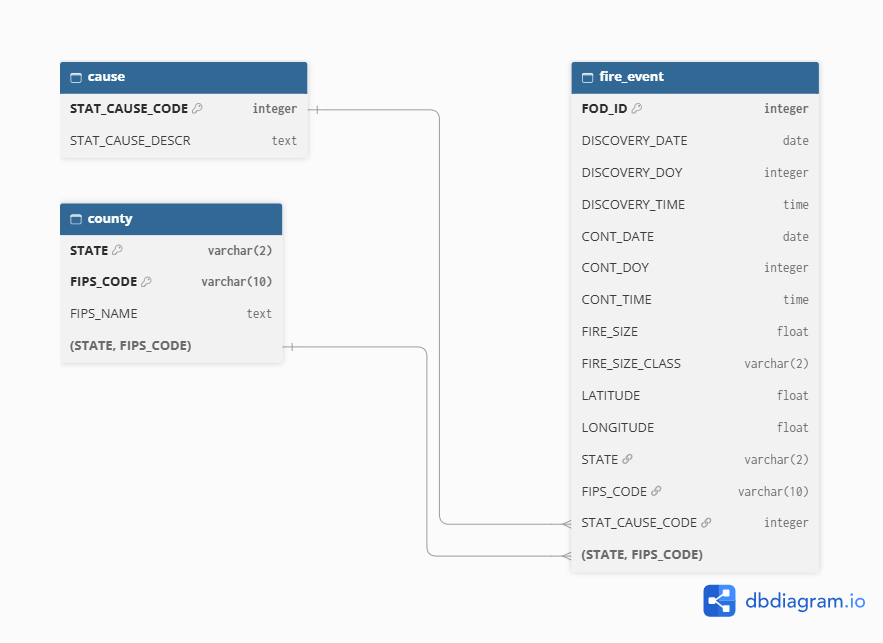 cause
STAT_CAUSE_CODE integer
STAT_CAUSE_DESCR text
county
STATE varchar(2)
FIPS_CODE varchar(10)
FIPS_NAME text
(STATE, FIPS_CODE)
fire_event
FOD_ID integer
DISCOVERY_DATE date
DISCOVERY_DOY integer
DISCOVERY_TIME time
CONT_DATE date
CONT_DOY integer
CONT_TIME time
FIRE_SIZE float
FIRE_SIZE_CLASS varchar(2)
LATITUDE float
LONGITUDE float
STATE varchar(2)
FIPS_CODE varchar(10)
STAT_CAUSE_CODE integer
(STATE, FIPS_CODE)
dbdiagram.io